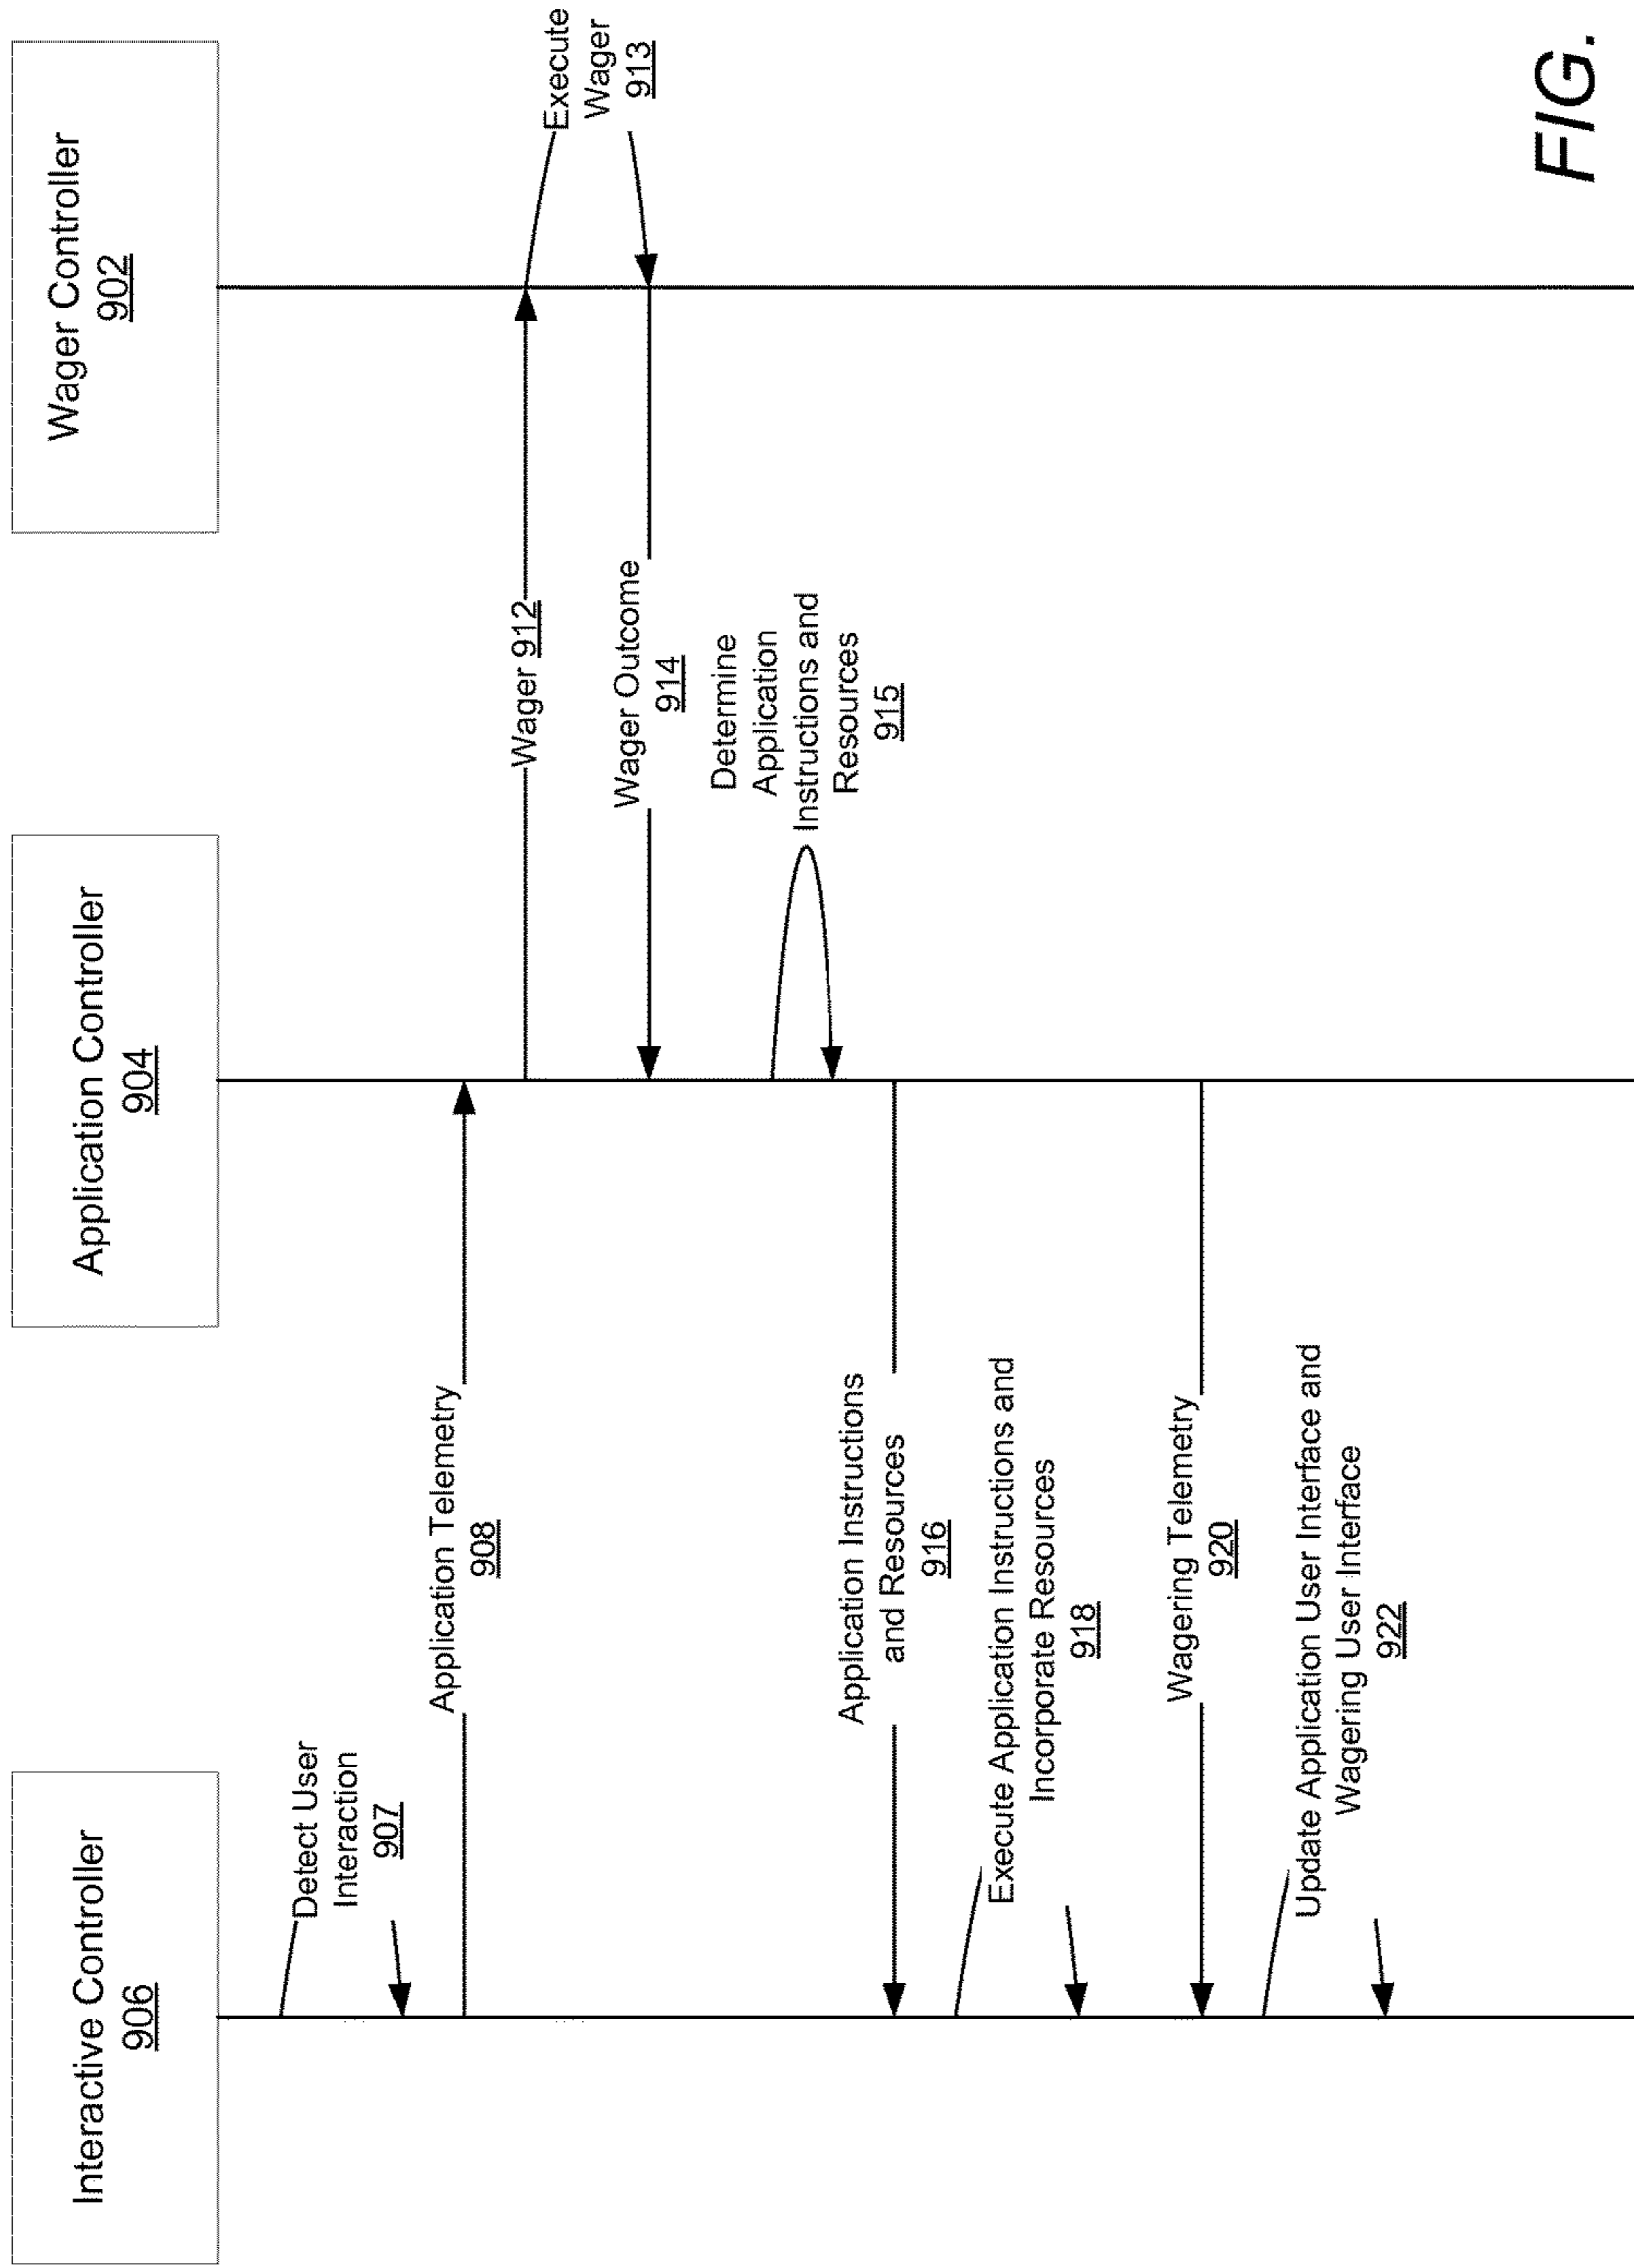 Interactive Controller
906
Application Controller
904
Wager Controller
902
Detect User
Interaction
907
Application Telemetry
908
Wager 912
Execute
Wager
913
Wager Outcome
914
Determine
Application
Instructions and
Resources
915
Application Instructions
and Resources
916
Execute Application Instructions and
Incorporate Resources
918
Wagering Telemetry
920
Update Application User Interface and
Wagering User Interface
922
FIG.